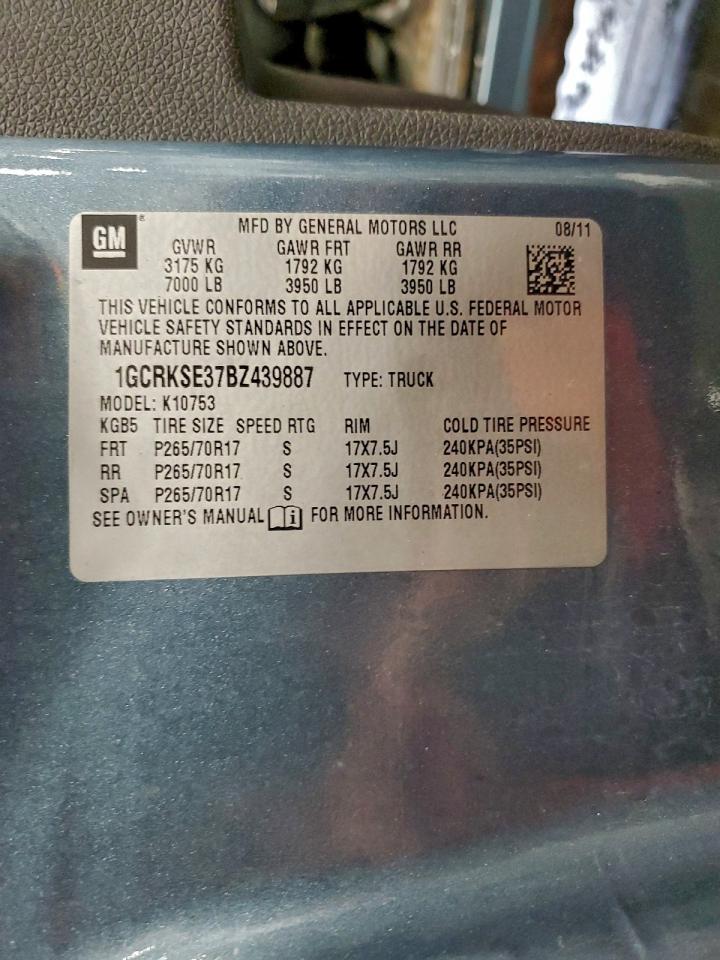 GM
MFD BY GENERAL MOTORS LLC 08/11
GVWR GAWR FRT GAWR RR
3175 KG 1792 KG 1792 KG
7000 LB 3950 LB 3950 LB
THIS VEHICLE CONFORMS TO ALL APPLICABLE U.S. FEDERAL MOTOR
VEHICLE SAFETY STANDARDS IN EFFECT ON THE DATE OF
MANUFACTURE SHOWN ABOVE.
1GCRKSE37BZ439887 TYPE: TRUCK
MODEL: K10753
KGB5 TIRE SIZE SPEED RTG RIM COLD TIRE PRESSURE
FRT P265/70R17 S 17X7.5J 240KPA(35PSI)
RR P265/70R17 S 17X7.5J 240KPA(35PSI)
SPA P265/70R17 S 17X7.5J 240KPA(35PSI)
SEE OWNER'S MANUAL i FOR MORE INFORMATION.